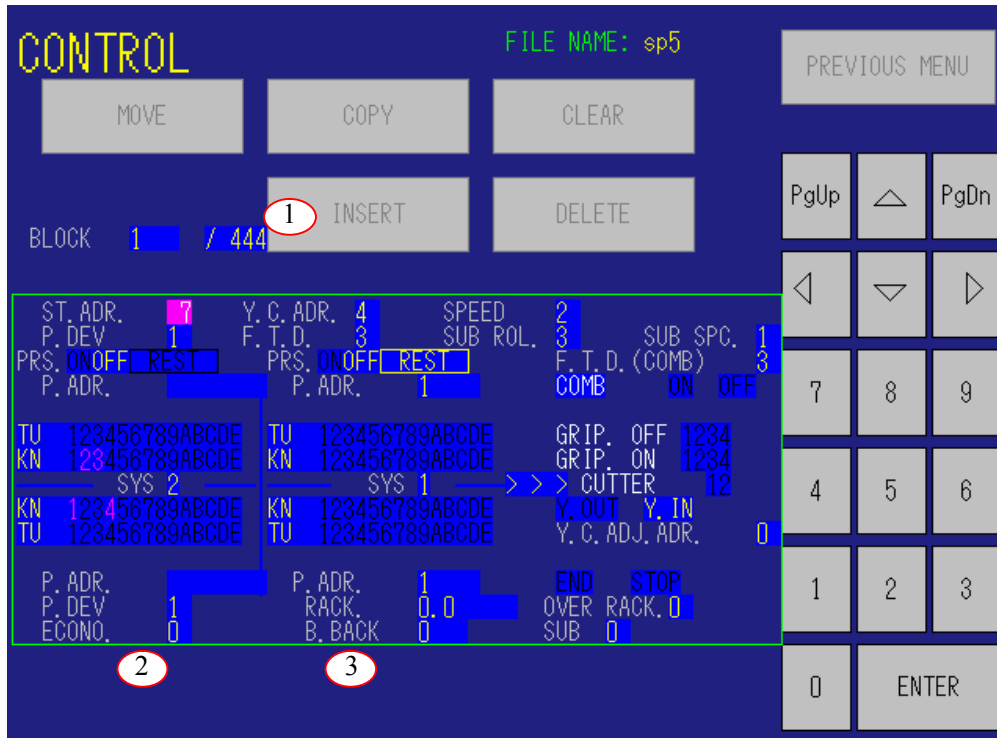 CONTROL
FILE NAME: sp5
PREVIOUS MENU
MOVE COPY CLEAR
INSERT DELETE
1
BLOCK 1 / 444
PgUp PgDn
ST.ADR. 7 Y.C.ADR. 4 SPEED 2
P.DEV 1 F.T.D. 3 SUB ROL. 3 SUB SPC. 1
PRS. ON OFF REST PRS. ON OFF REST F.T.D.(COMB) 3
P.ADR. P.ADR. 1 COMB ON OFF
7 8 9
TU 123456789ABCDE TU 123456789ABCDE GRIP. OFF 1234
KN 123456789ABCDE KN 123456789ABCDE GRIP. ON 1234
SYS 2 SYS 1 >>> CUTTER 12
4 5 6
KN 123456789ABCDE KN 123456789ABCDE Y.OUT Y.IN
TU 123456789ABCDE TU 123456789ABCDE Y.C.ADJ.ADR. 0
P.ADR. P.ADR. 1 END STOP
1 2 3
P.DEV 1 RACK. 0.0 OVER RACK. 0
ECONO. 0 B.BACK 0 SUB 0
2 3
0 ENTER